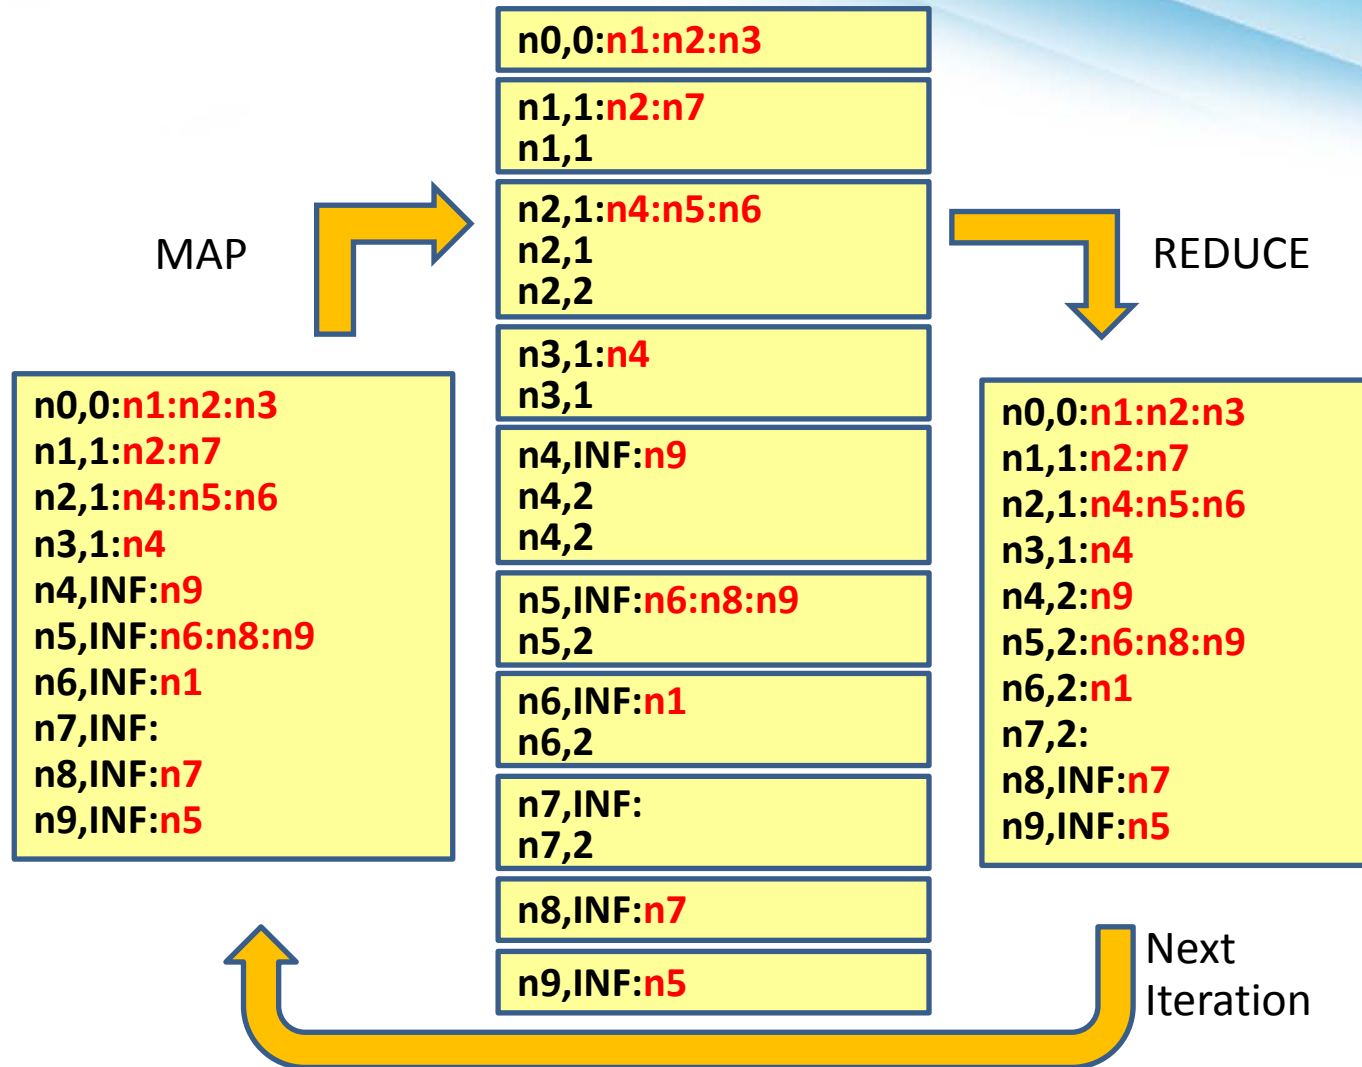 MAP
n0,0:n1:n2:n3
n1,1:n2:n7
n2,1:n4:n5:n6
n3,1:n4
n4,INF:n9
n5,INF:n6:n8:n9
n6,INF:n1
n7,INF:
n8,INF:n7
n9,INF:n5
n0,0:n1:n2:n3
n1,1:n2:n7
n1,1
n2,1:n4:n5:n6
n2,1
n2,2
n3,1:n4
n3,1
n4,INF:n9
n4,2
n4,2
n5,INF:n6:n8:n9
n5,2
n6,INF:n1
n6,2
n7,INF:
n7,2
n8,INF:n7
n9,INF:n5
REDUCE
n0,0:n1:n2:n3
n1,1:n2:n7
n2,1:n4:n5:n6
n3,1:n4
n4,2:n9
n5,2:n6:n8:n9
n6,2:n1
n7,2:
n8,INF:n7
n9,INF:n5
Next
Iteration